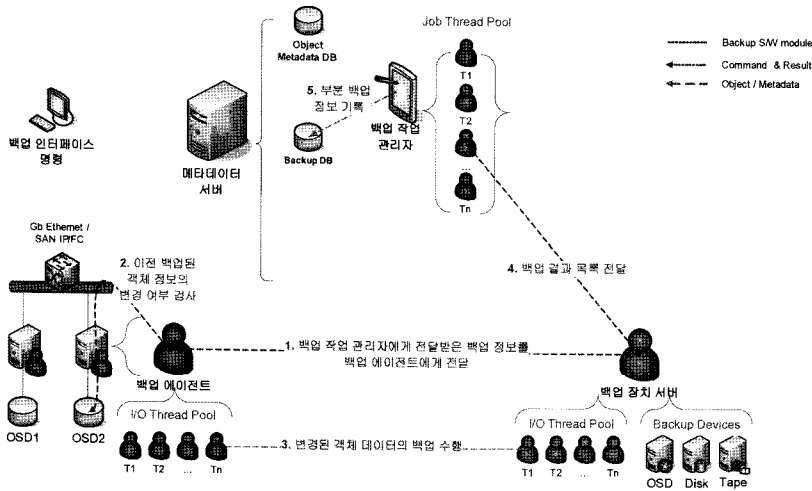 Job Thread Pool
Object
Metadata DB
T1
T2
...
Tn
Backup S/W module
Command & Result
Object / Metadata
5. 부분 백업
정보 기록
백업 작업
관리자
Backup DB
백업 인터페이스
명령
메타데이터
서버
Gb Ethernet /
SAN IP/FC
2. 이전 백업된
객체 정보의
변경 여부 검사
4. 백업 결과 목록 전달
1. 백업 작업 관리자에게 전달받은 백업 정보를
백업 에이전트에게 전달
백업 에이전트
백업 장치 서버
OSD1
OSD2
I/O Thread Pool
T1
T2
...
Tn
3. 변경된 객체 데이터의 백업 수행
I/O Thread Pool
T1
T2
...
Tn
Backup Devices
OSD
Disk
Tape